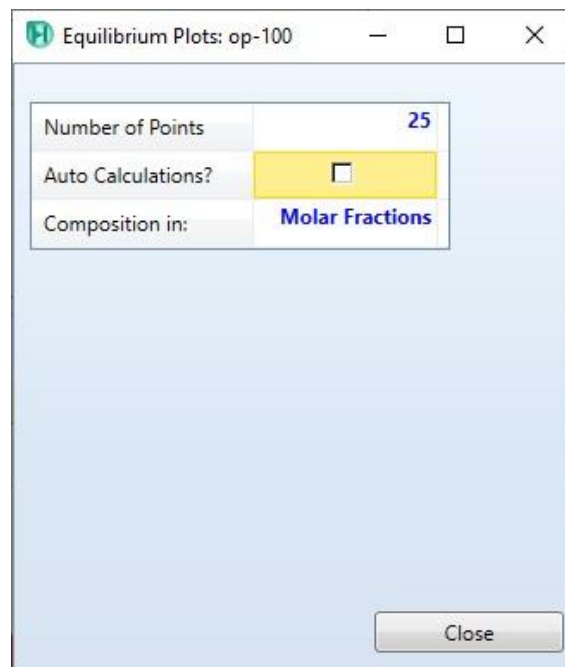 Equilibrium Plots: op-100
Number of Points 25
Auto Calculations?
Composition in: Molar Fractions
Close